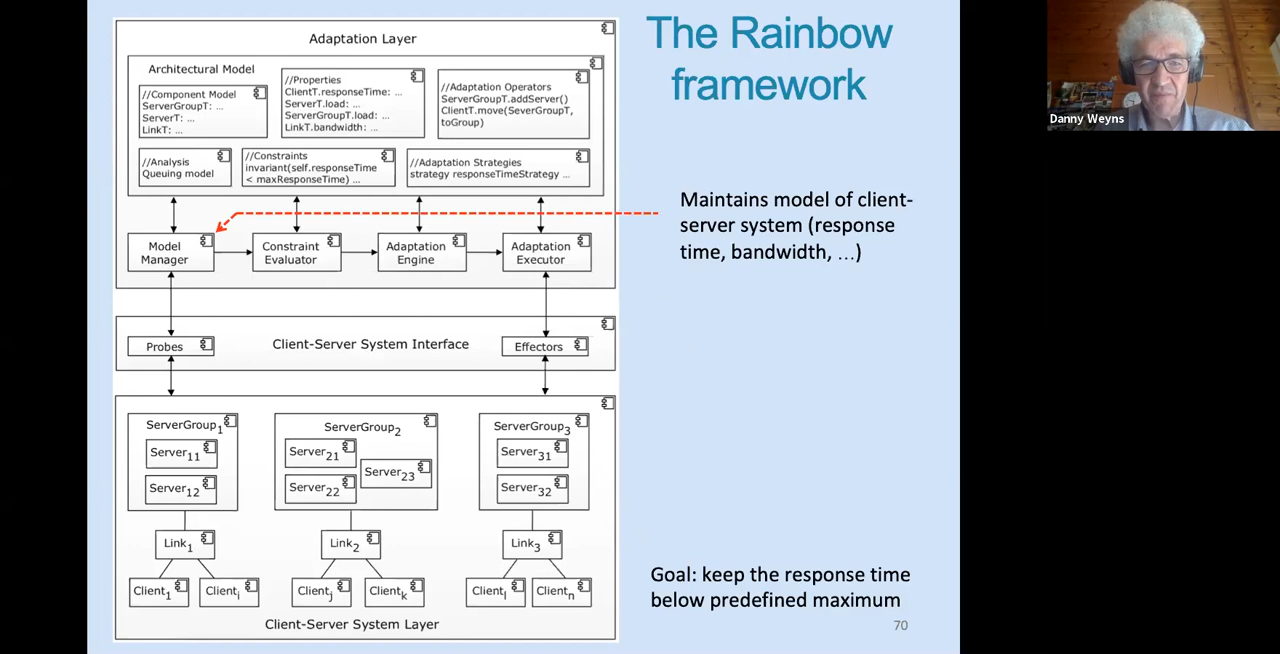 The Rainbow
framework
Danny Weyns
Adaptation Layer
Architectural Model
//Component Model
ServerGroupT: ...
ServerT: ...
LinkT: ...
//Properties
ClientT.responseTime: ...
ServerT.load: ...
ServerGroupT.load: ...
LinkT.bandwidth: ...
//Adaptation Operators
ServerGroupT.addServer()
ClientT.move(SeverGroupT,
toGroup)
//Analysis
Queuing model
//Constraints
invariant(self.responseTime
< maxResponseTime) ...
//Adaptation Strategies
strategy responseTimeStrategy ...
Maintains model of client-
server system (response
time, bandwidth, ...)
Model
Manager
Constraint
Evaluator
Adaptation
Engine
Adaptation
Executor
Probes
Client-Server System Interface
Effectors
ServerGroup1
Server11
Server12
ServerGroup2
Server21
Server22
Server23
ServerGroup3
Server31
Server32
Link1
Link2
Link3
Client1
Clienti
Clientj
Clientk
Clientl
Clientn
Client-Server System Layer
Goal: keep the response time
below predefined maximum
70